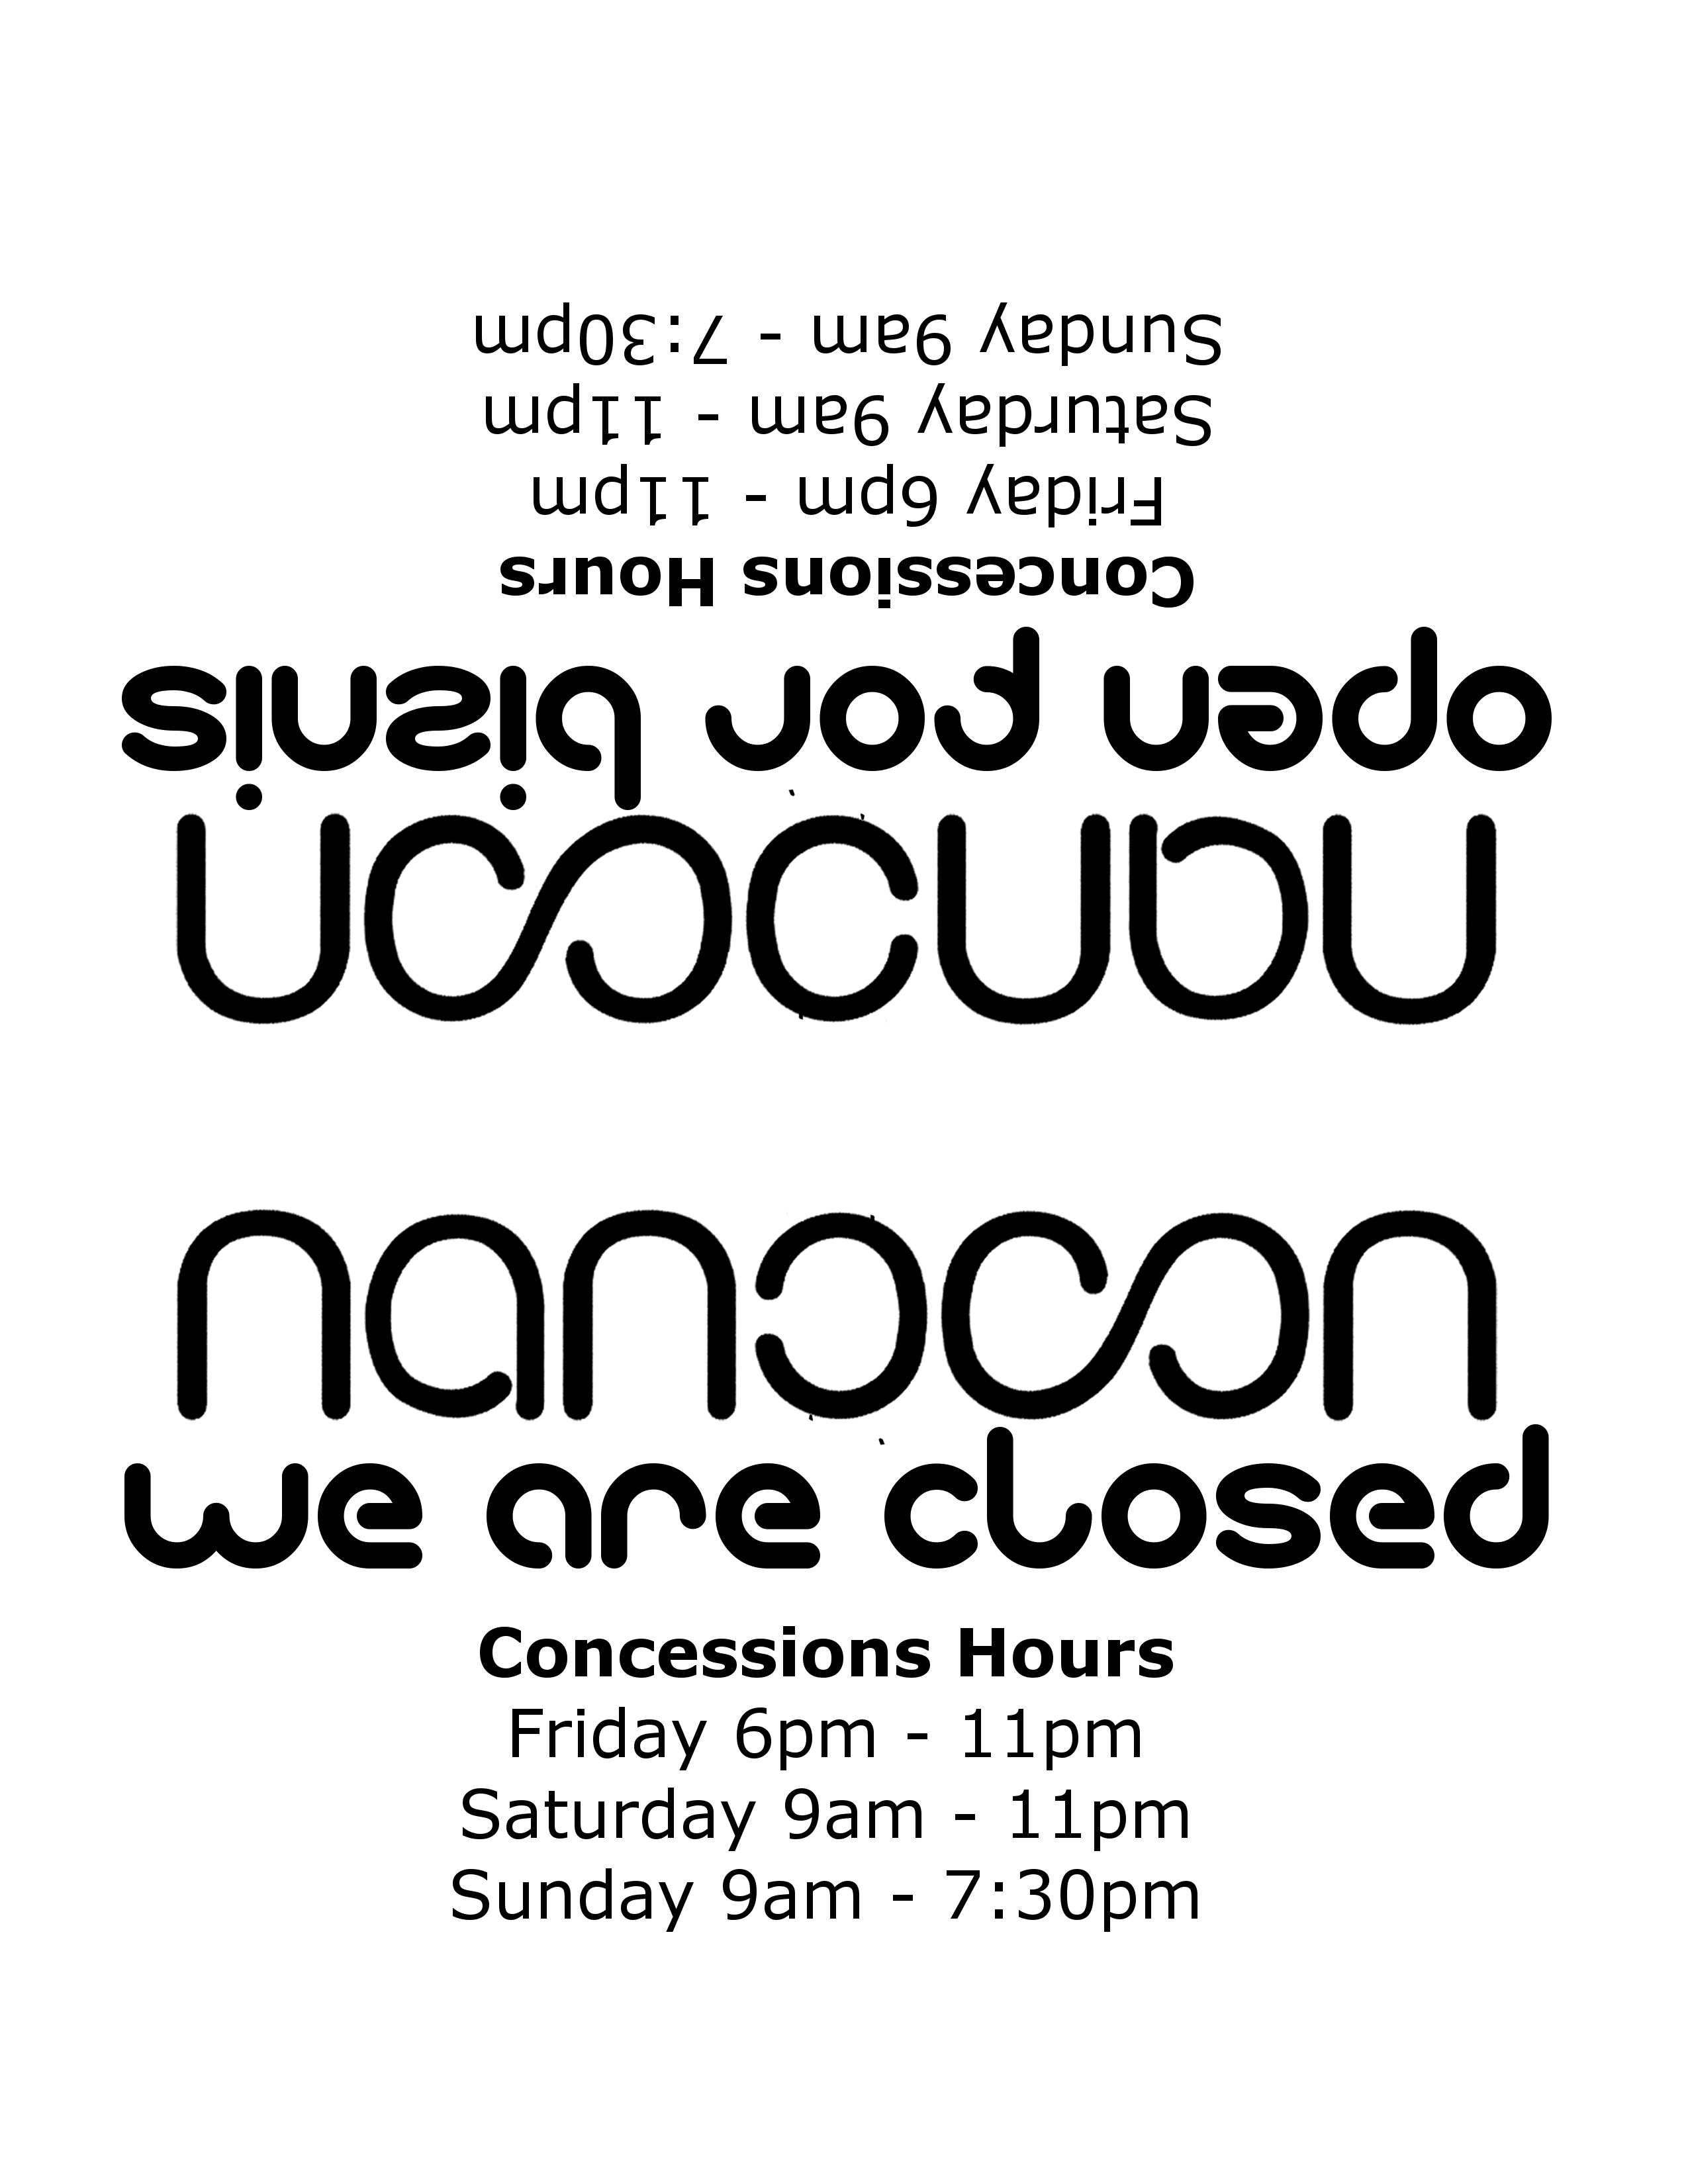 nanocon
open for biznis
Concessions Hours
Friday 6pm - 11pm
Saturday 9am - 11pm
Sunday 9am - 7:30pm
nanocon
we are closed
Concessions Hours
Friday 6pm - 11pm
Saturday 9am - 11pm
Sunday 9am - 7:30pm